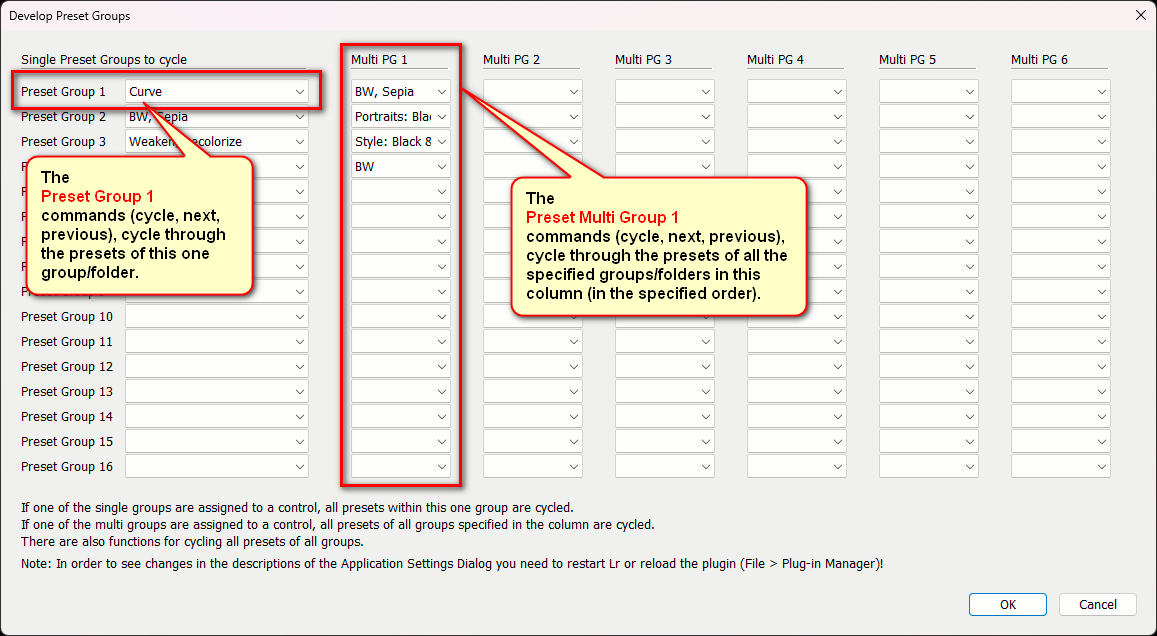 Develop Preset Groups
Single Preset Groups to cycle
Multi PG 1
Multi PG 2
Multi PG 3
Multi PG 4
Multi PG 5
Multi PG 6
Preset Group 1
Curve
BW, Sepia
Preset Group 2
BW, Sepia
Portraits: Bla
Preset Group 3
Weaken,
ecolorize
Style: Black &
BW
The
Preset Group 1
commands (cycle, next,
previous), cycle through
the presets of this one
group/folder.
The
Preset Multi Group 1
commands (cycle, next, previous),
cycle through the presets of all the
specified groups/folders in this
column (in the specified order).
Preset Group 10
Preset Group 11
Preset Group 12
Preset Group 13
Preset Group 14
Preset Group 15
Preset Group 16
If one of the single groups are assigned to a control, all presets within this one group are cycled.
If one of the multi groups are assigned to a control, all presets of all groups specified in the column are cycled.
There are also functions for cycling all presets of all groups.
Note: In order to see changes in the descriptions of the Application Settings Dialog you need to restart Lr or reload the plugin (File > Plug-in Manager)!
OK
Cancel